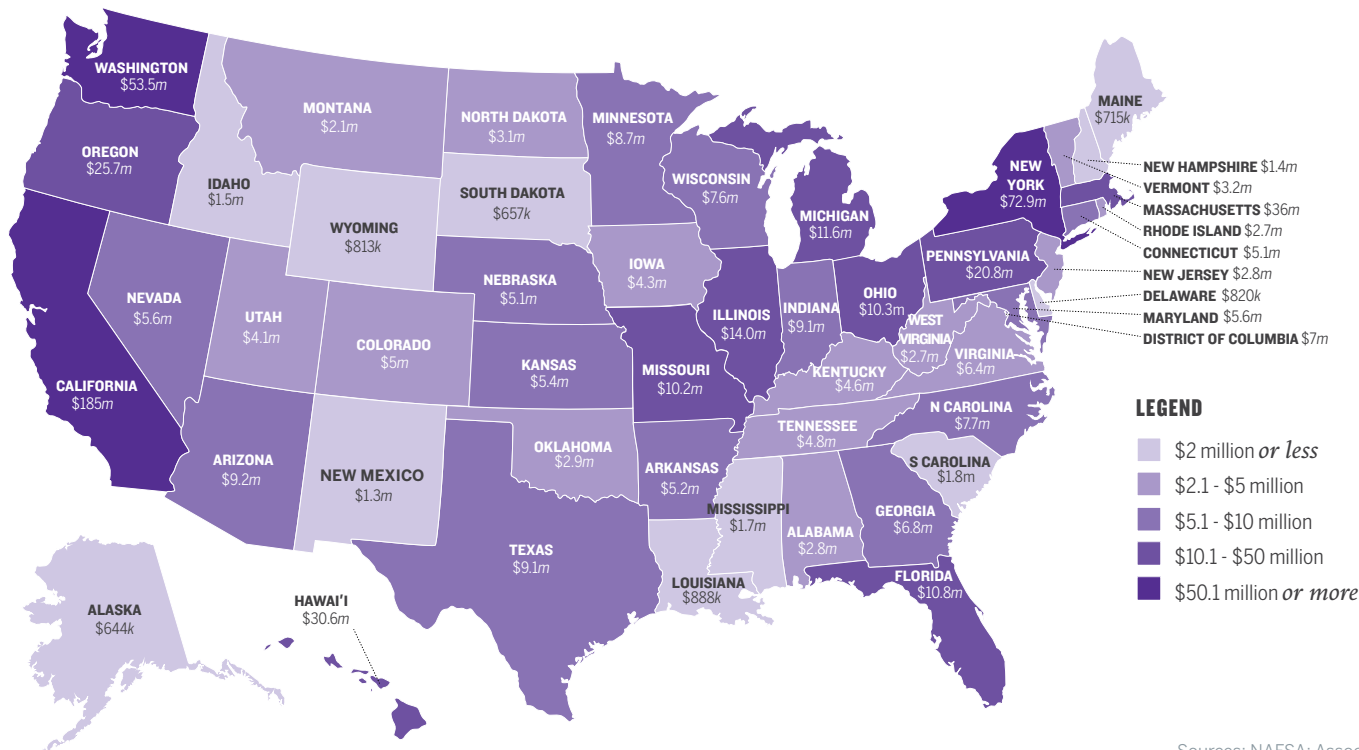 WASHINGTON
$53.5m
OREGON
$25.7m
CALIFORNIA
$185m
IDAHO
$1.5m
NEVADA
$5.6m
MONTANA
$2.1m
WYOMING
$813k
UTAH
$4.1m
COLORADO
$5m
ARIZONA
$9.2m
NEW MEXICO
$1.3m
NORTH DAKOTA
$3.1m
SOUTH DAKOTA
$657k
NEBRASKA
$5.1m
KANSAS
$5.4m
OKLAHOMA
$2.9m
TEXAS
$9.1m
MINNESOTA
$8.7m
IOWA
$4.3m
MISSOURI
$10.2m
ARKANSAS
$5.2m
LOUISIANA
$888k
WISCONSIN
$7.6m
ILLINOIS
$14.0m
MICHIGAN
$11.6m
INDIANA
$9.1m
OHIO
$10.3m
KENTUCKY
$4.6m
TENNESSEE
$4.8m
MISSISSIPPI
$1.7m
ALABAMA
$2.8m
GEORGIA
$6.8m
FLORIDA
$10.8m
S CAROLINA
$1.8m
N CAROLINA
$7.7m
VIRGINIA
$6.4m
WEST
VIRGINIA
$2.7m
PENNSYLVANIA
$20.8m
NEW
YORK
$72.9m
MAINE
$715k
NEW HAMPSHIRE $1.4m
VERMONT $3.2m
MASSACHUSETTS $36m
RHODE ISLAND $2.7m
CONNECTICUT $5.1m
NEW JERSEY $2.8m
DELAWARE $820k
MARYLAND $5.6m
DISTRICT OF COLUMBIA $7m
ALASKA
$644k
HAWAI'I
$30.6m
LEGEND
$2 million or less
$2.1 - $5 million
$5.1 - $10 million
$10.1 - $50 million
$50.1 million or more